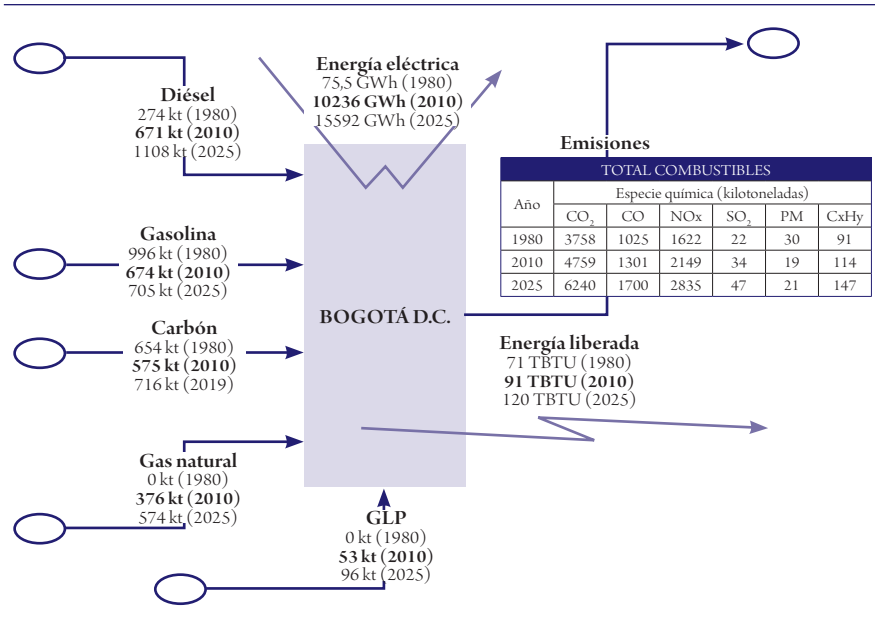 Energía eléctrica
75,5 GWh (1980)
10236 GWh (2010)
15592 GWh (2025)
Diésel
274 kt (1980)
671 kt (2010)
1108 kt (2025)
Emisiones
TOTAL COMBUSTIBLES
Año
Especie química (kilotoneladas)
CO₂ CO NOx SO₂ PM CxHy
1980 3758 1025 1622 22 30 91
2010 4759 1301 2149 34 19 114
2025 6240 1700 2835 47 21 147
Gasolina
996 kt (1980)
674 kt (2010)
705 kt (2025)
BOGOTÁ D.C.
Carbón
654 kt (1980)
575 kt (2010)
716 kt (2019)
Energía liberada
71 TBTU (1980)
91 TBTU (2010)
120 TBTU (2025)
Gas natural
0 kt (1980)
376 kt (2010)
574 kt (2025)
GLP
0 kt (1980)
53 kt (2010)
96 kt (2025)